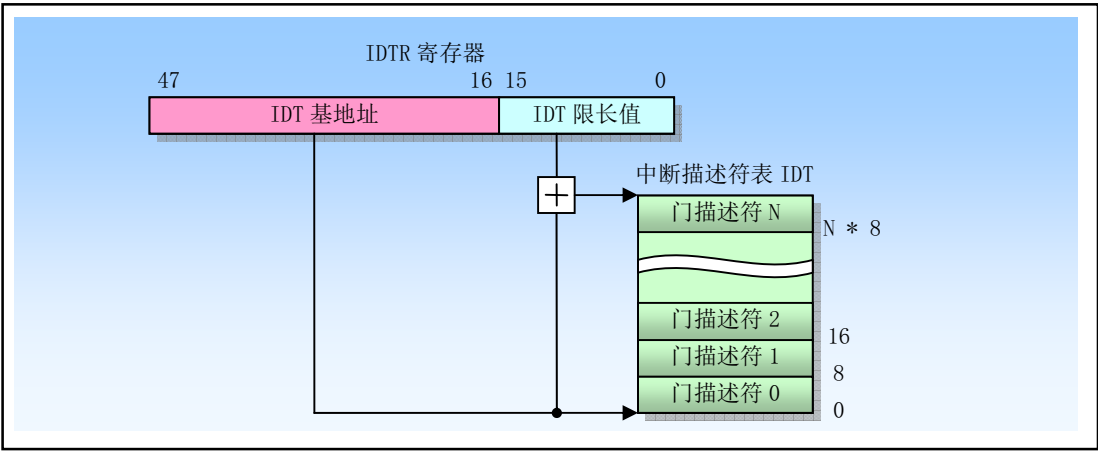 IDTR 寄存器
47 16 15 0
IDT 基地址 IDT 限长值
中断描述符表 IDT
+
门描述符 N
N * 8
门描述符 2
16
门描述符 1
8
门描述符 0
0